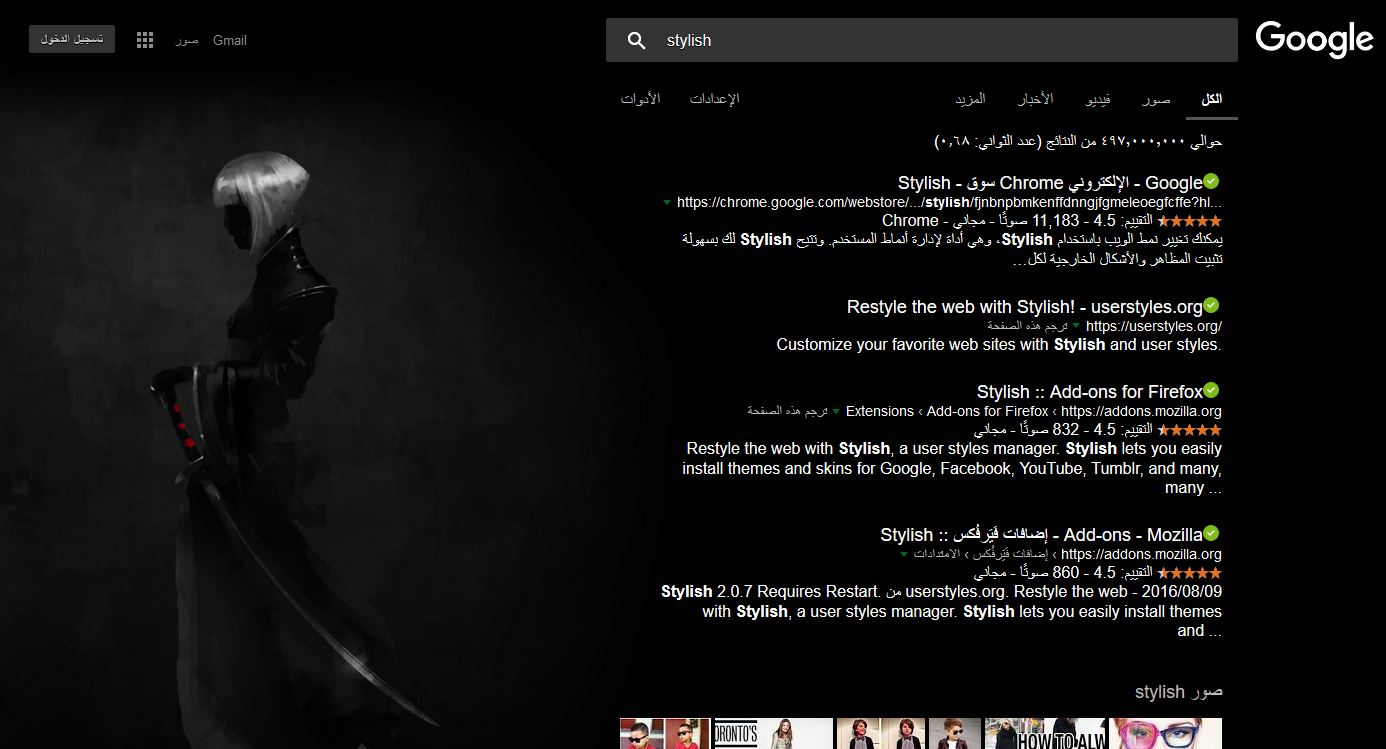 Google
stylish
Gmail
صور
تسجيل الدخول
الكل
صور
فيديو
الأخبار
المزيد
الإعدادات
الأدوات
حوالي ٤٩٧,٠٠٠,٠٠٠ من النتائج (عدد الثواني: ٠,٦٨)
Stylish - سوق Chrome الإلكتروني - Google
https://chrome.google.com/webstore/.../stylish/fjnbnpbmkenffdnngjfgmeleoegfcffe?hl...
التقييم: 4.5 - 11,183 صوتًا - مجاني - Chrome
يمكنك تغيير نمط الويب باستخدام Stylish، وهي أداة لإدارة أنماط المستخدم. وتتيح Stylish لك بسهولة
تثبيت المظاهر والأشكال الخارجية لكل...
Restyle the web with Stylish! - userstyles.org
https://userstyles.org/ ترجم هذه الصفحة
Customize your favorite web sites with Stylish and user styles.
Stylish :: Add-ons for Firefox
https://addons.mozilla.org › Add-ons for Firefox › Extensions ترجم هذه الصفحة
التقييم: 4.5 - 832 صوتًا - مجاني
Restyle the web with Stylish, a user styles manager. Stylish lets you easily
install themes and skins for Google, Facebook, YouTube, Tumblr, and many,
many ...
Stylish :: إضافات فَيَرفُكس - Add-ons - Mozilla
https://addons.mozilla.org › إضافات فَيَرفُكس › الامتدادات
التقييم: 4.5 - 860 صوتًا - مجاني
09‏/08‏/2016 - Stylish 2.0.7 Requires Restart. من userstyles.org. Restyle the web
with Stylish, a user styles manager. Stylish lets you easily install themes
and ...
صور stylish
ORONTO'S
HOW TO ALW